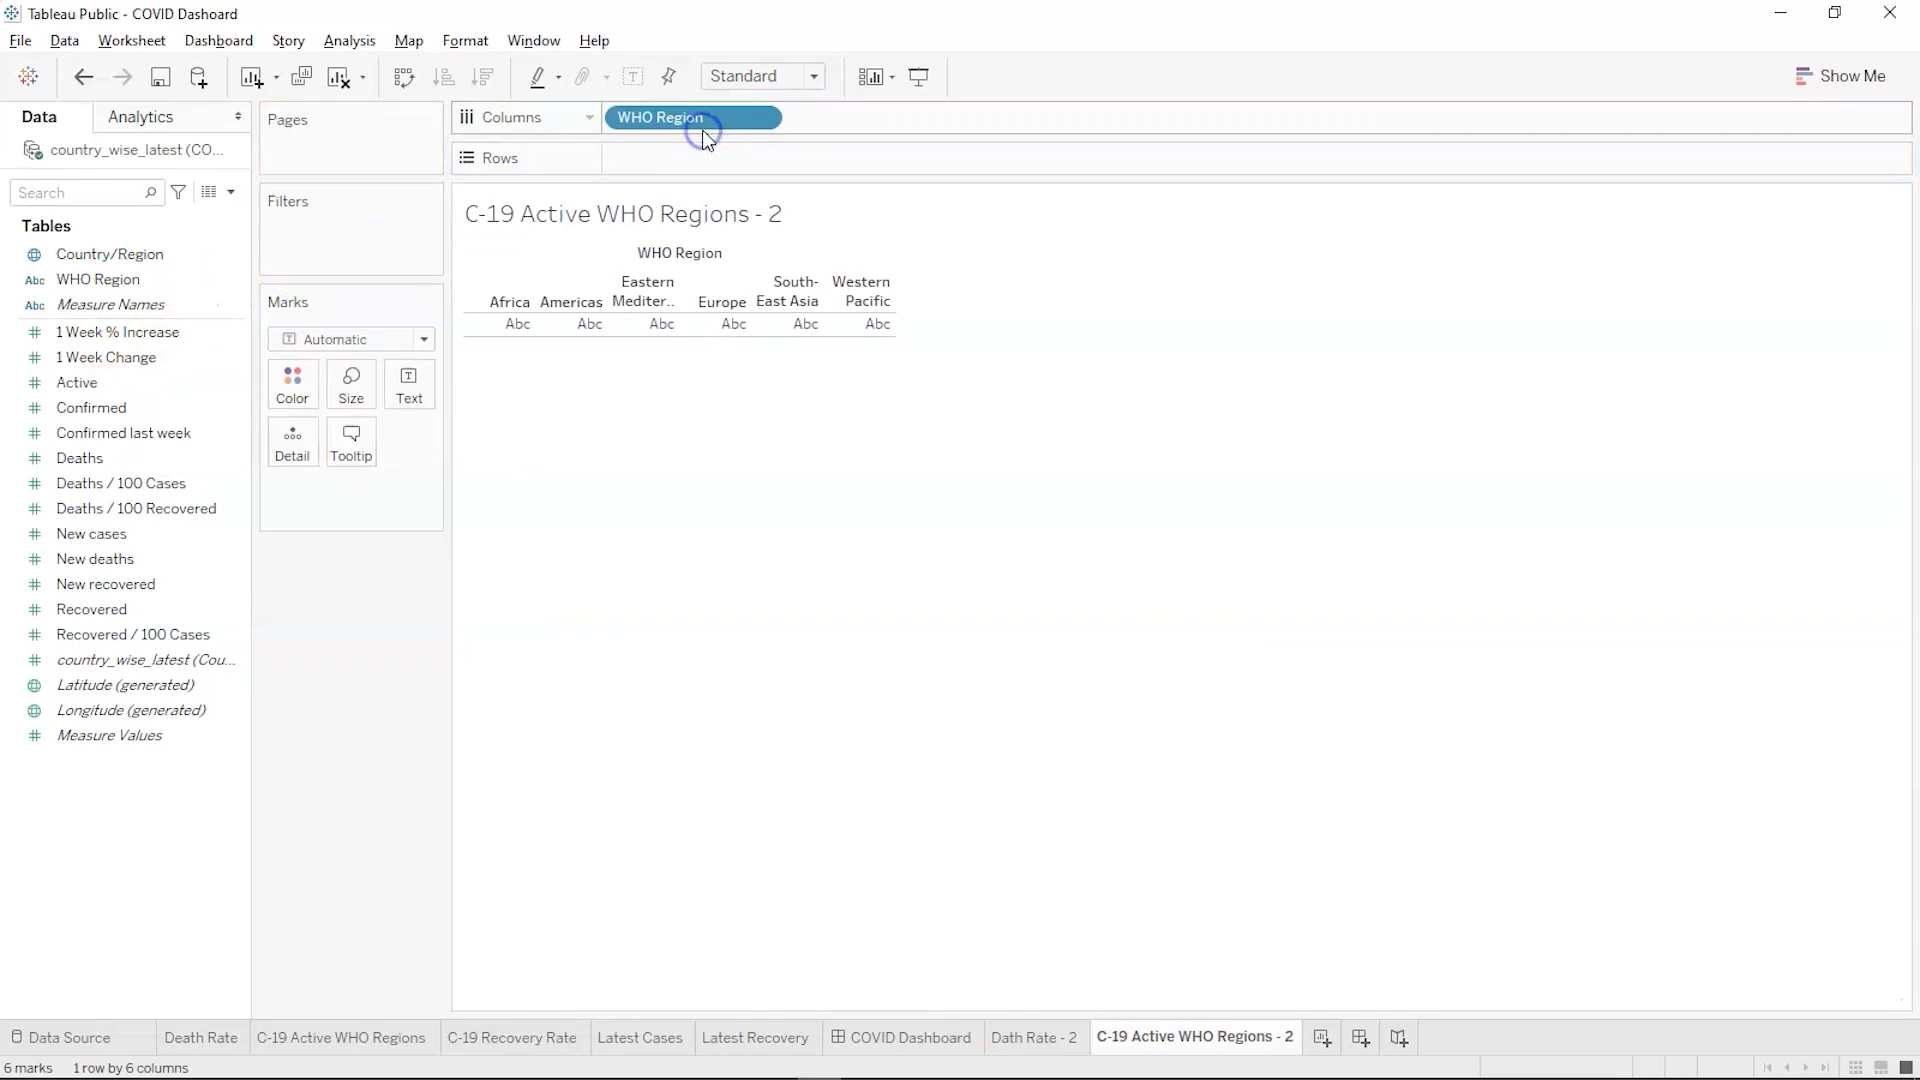 Tableau Public - COVID Dashoard
File Data Worksheet Dashboard Story Analysis Map Format Window Help
Standard
Show Me
Data Analytics
country_wise_latest (CO...
Search
Tables
Country/Region
Abc WHO Region
Abc Measure Names
1 Week % Increase
1 Week Change
Active
Confirmed
Confirmed last week
Deaths
Deaths / 100 Cases
Deaths / 100 Recovered
New cases
New deaths
New recovered
Recovered
Recovered / 100 Cases
country_wise_latest (Cou...
Latitude (generated)
Longitude (generated)
Measure Values
Pages
Filters
Marks
Automatic
Color Size Text
Detail Tooltip
Columns WHO Region
Rows
C-19 Active WHO Regions - 2
WHO Region
Eastern South- Western
Africa Americas Mediter.. Europe East Asia Pacific
Abc Abc Abc Abc Abc Abc
Data Source Death Rate C-19 Active WHO Regions C-19 Recovery Rate Latest Cases Latest Recovery COVID Dashboard Dath Rate - 2 C-19 Active WHO Regions - 2
6 marks 1 row by 6 columns